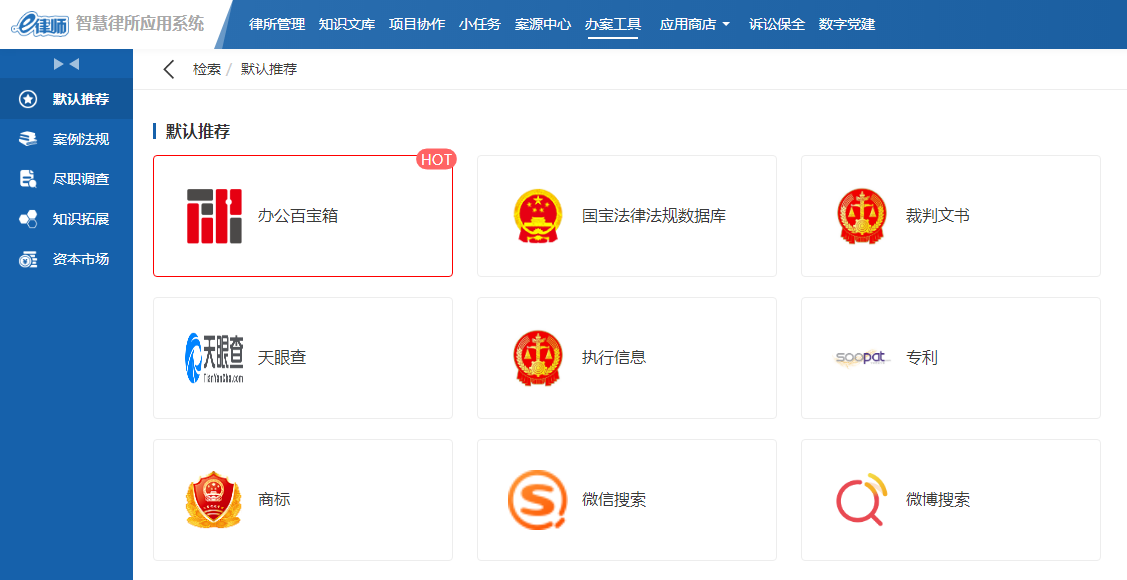 e律师 智慧律所应用系统 律所管理 知识文库 项目协作 小任务 案源中心 办案工具 应用商店 诉讼保全 数字党建
检索 / 默认推荐
默认推荐
案例法规
尽职调查
知识拓展
资本市场
默认推荐
HOT
办公百宝箱 国宝法律法规数据库 裁判文书
天眼查 TianYanCha.com 天眼查 执行信息 soopat 专利
商标 微信搜索 微博搜索